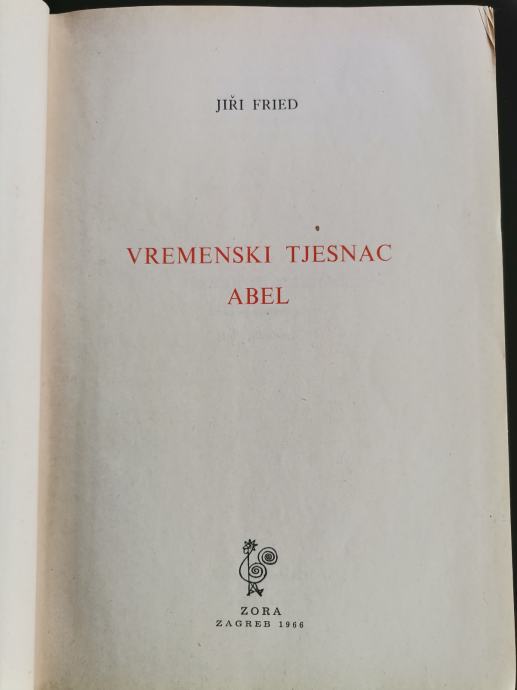 JIŘI FRIED
VREMENSKI TJESNAC
ABEL
ZORA
ZAGREB 1966